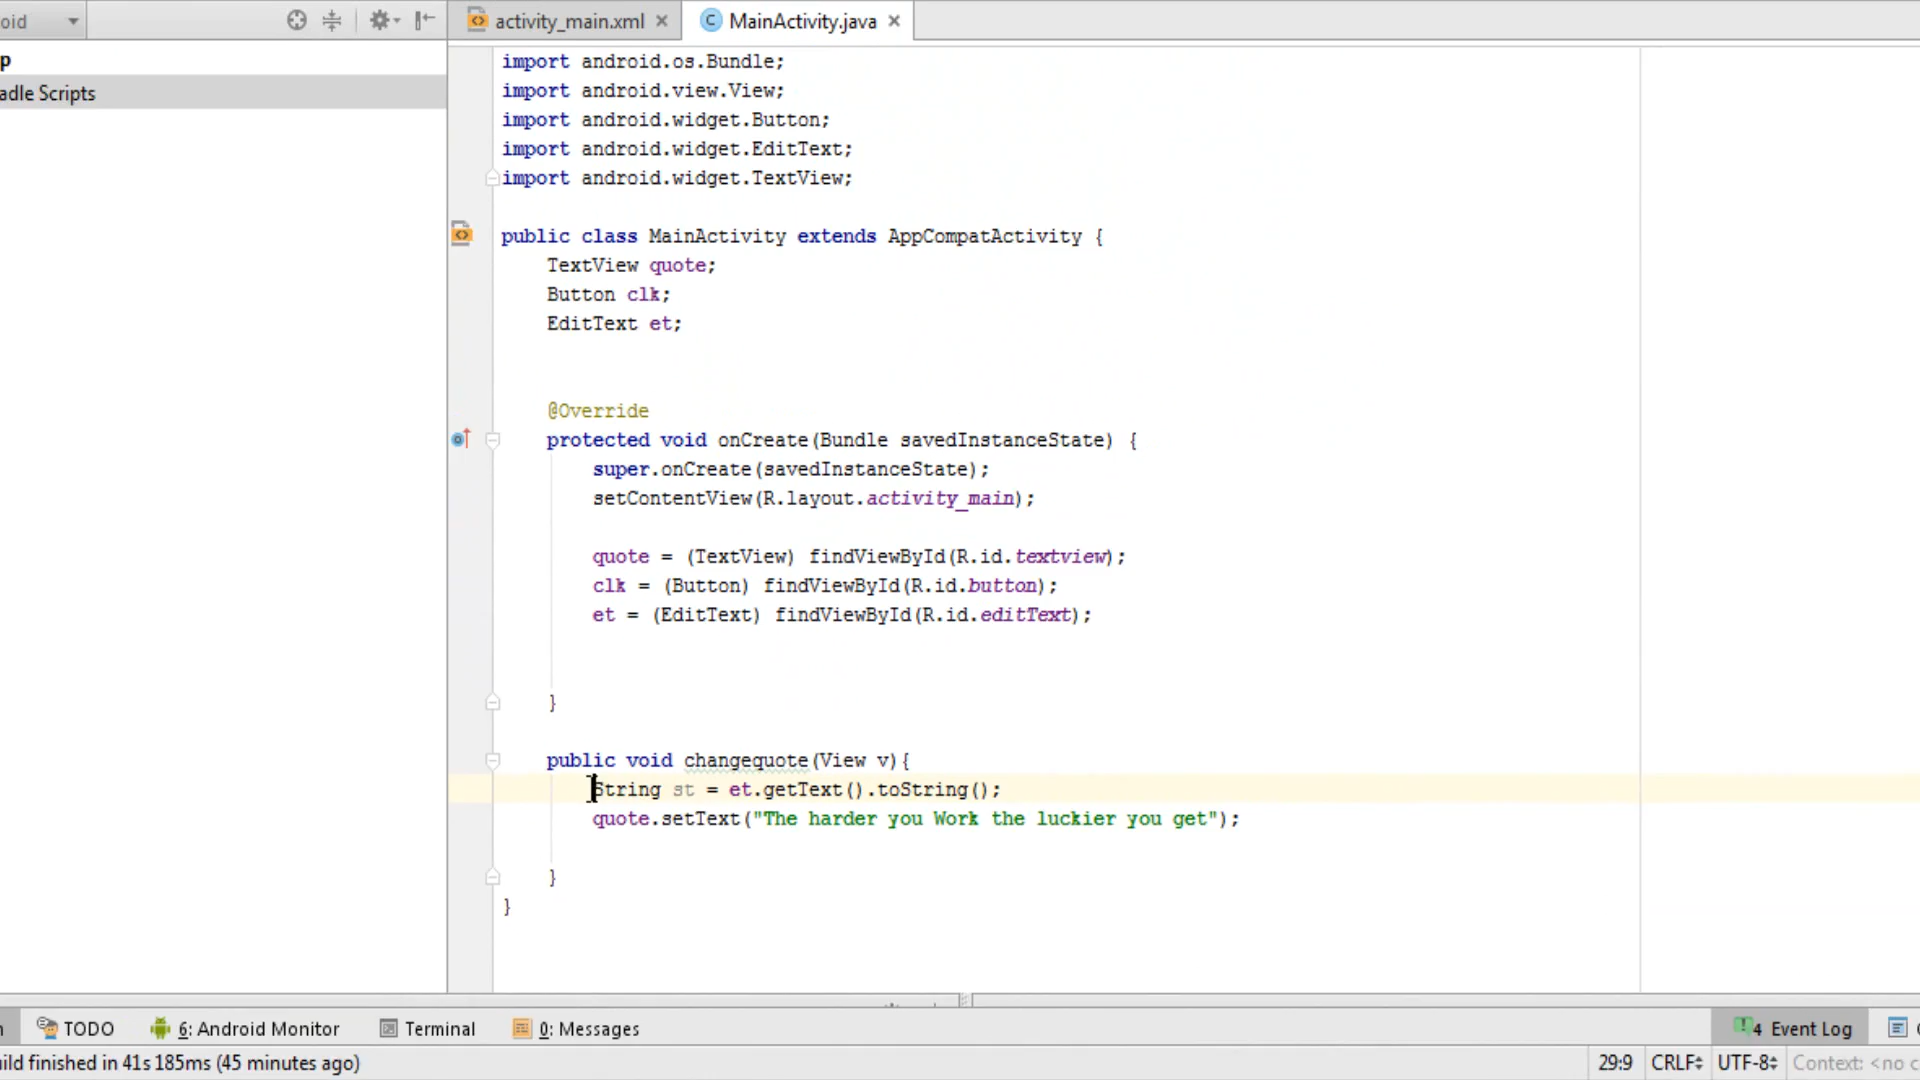 oid
activity_main.xml
MainActivity.java
p
adle Scripts
import android.os.Bundle;
import android.view.View;
import android.widget.Button;
import android.widget.EditText;
import android.widget.TextView;
public class MainActivity extends AppCompatActivity {
TextView quote;
Button clk;
EditText et;
@Override
protected void onCreate(Bundle savedInstanceState) {
super.onCreate(savedInstanceState);
setContentView(R.layout.activity_main);
quote = (TextView) findViewById(R.id.textview);
clk = (Button) findViewById(R.id.button);
et = (EditText) findViewById(R.id.editText);
}
public void changequote(View v){
String st = et.getText().toString();
quote.setText("The harder you Work the luckier you get");
}
}
TODO
6: Android Monitor
Terminal
0: Messages
4 Event Log
uild finished in 41s 185ms (45 minutes ago)
29:9
CRLF
UTF-8
Context: <no c